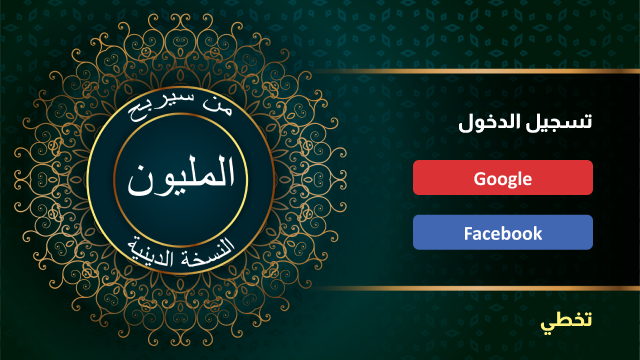 من سيربح
المليون
النسخة الدينية
تسجيل الدخول
Google
Facebook
تخطي